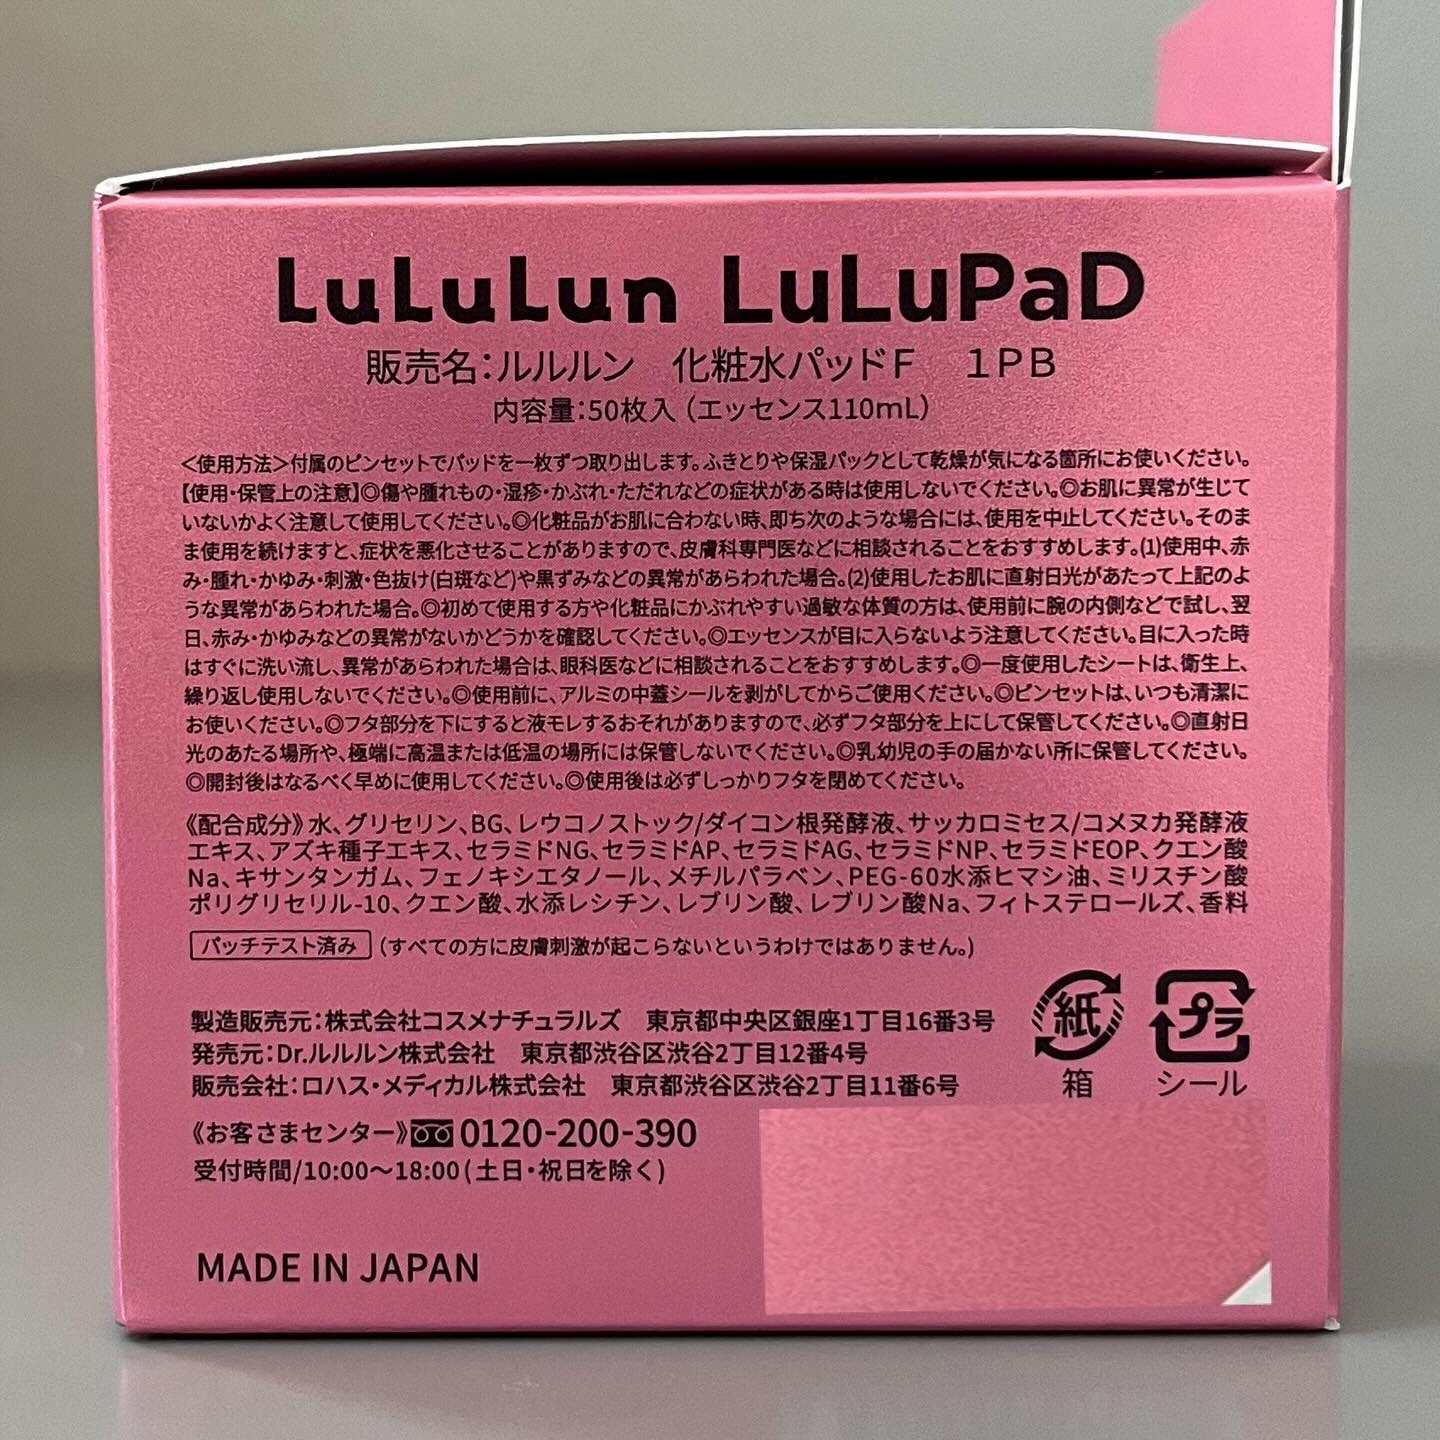 LuLuLun LuLuPaD
販売名：ルルルン　化粧水パッドF　1PB
内容量：50枚入（エッセンス110mL）
＜使用方法＞付属のピンセットでパッドを一枚ずつ取り出します。ふきとりや保湿パックとして乾燥が気になる箇所にお使いください。
【使用・保管上の注意】◎傷や腫れもの・湿疹・かぶれ・ただれなどの症状がある時は使用しないでください。◎お肌に異常が生じて
いないかよく注意して使用してください。◎化粧品がお肌に合わない時、即ち次のような場合には、使用を中止してください。そのま
ま使用を続けますと、症状を悪化させることがありますので、皮膚科専門医などに相談されることをおすすめします。(1)使用中、赤
み・腫れ・かゆみ・刺激・色抜け(白斑など)や黒ずみなどの異常があらわれた場合。(2)使用したお肌に直射日光があたって上記のよ
うな異常があらわれた場合。◎初めて使用する方や化粧品にかぶれやすい過敏な体質の方は、使用前に腕の内側などで試し、翌
日、赤み・かゆみなどの異常がないかどうかを確認してください。◎エッセンスが目に入らないよう注意してください。目に入った時
はすぐに洗い流し、異常があらわれた場合は、眼科医などに相談されることをおすすめします。◎一度使用したシートは、衛生上、
繰り返し使用しないでください。◎使用前に、アルミの中蓋シールを剥がしてからご使用ください。◎ピンセットは、いつも清潔に
お使いください。◎フタ部分を下にすると液モレするおそれがありますので、必ずフタ部分を上にして保管してください。◎直射日
光のあたる場所や、極端に高温または低温の場所には保管しないでください。◎乳幼児の手の届かない所に保管してください。
◎開封後はなるべく早めに使用してください。◎使用後は必ずしっかりフタを閉めてください。
《配合成分》水、グリセリン、BG、レウコノストック/ダイコン根発酵液、サッカロミセス/コメヌカ発酵液
エキス、アズキ種子エキス、セラミドNG、セラミドAP、セラミドAG、セラミドNP、セラミドEOP、クエン酸
Na、キサンタンガム、フェノキシエタノール、メチルパラベン、PEG-60水添ヒマシ油、ミリスチン酸
ポリグリセリル-10、クエン酸、水添レシチン、レブリン酸、レブリン酸Na、フィトステロールズ、香料
パッチテスト済み (すべての方に皮膚刺激が起こらないというわけではありません。)
製造販売元：株式会社コスメナチュラルズ　東京都中央区銀座1丁目16番3号
発売元：Dr.ルルルン株式会社　東京都渋谷区渋谷2丁目12番4号
販売会社：ロハス・メディカル株式会社　東京都渋谷区渋谷2丁目11番6号
紙
箱
プラ
シール
《お客さまセンター》0120-200-390
受付時間/10:00～18:00(土日・祝日を除く)
MADE IN JAPAN